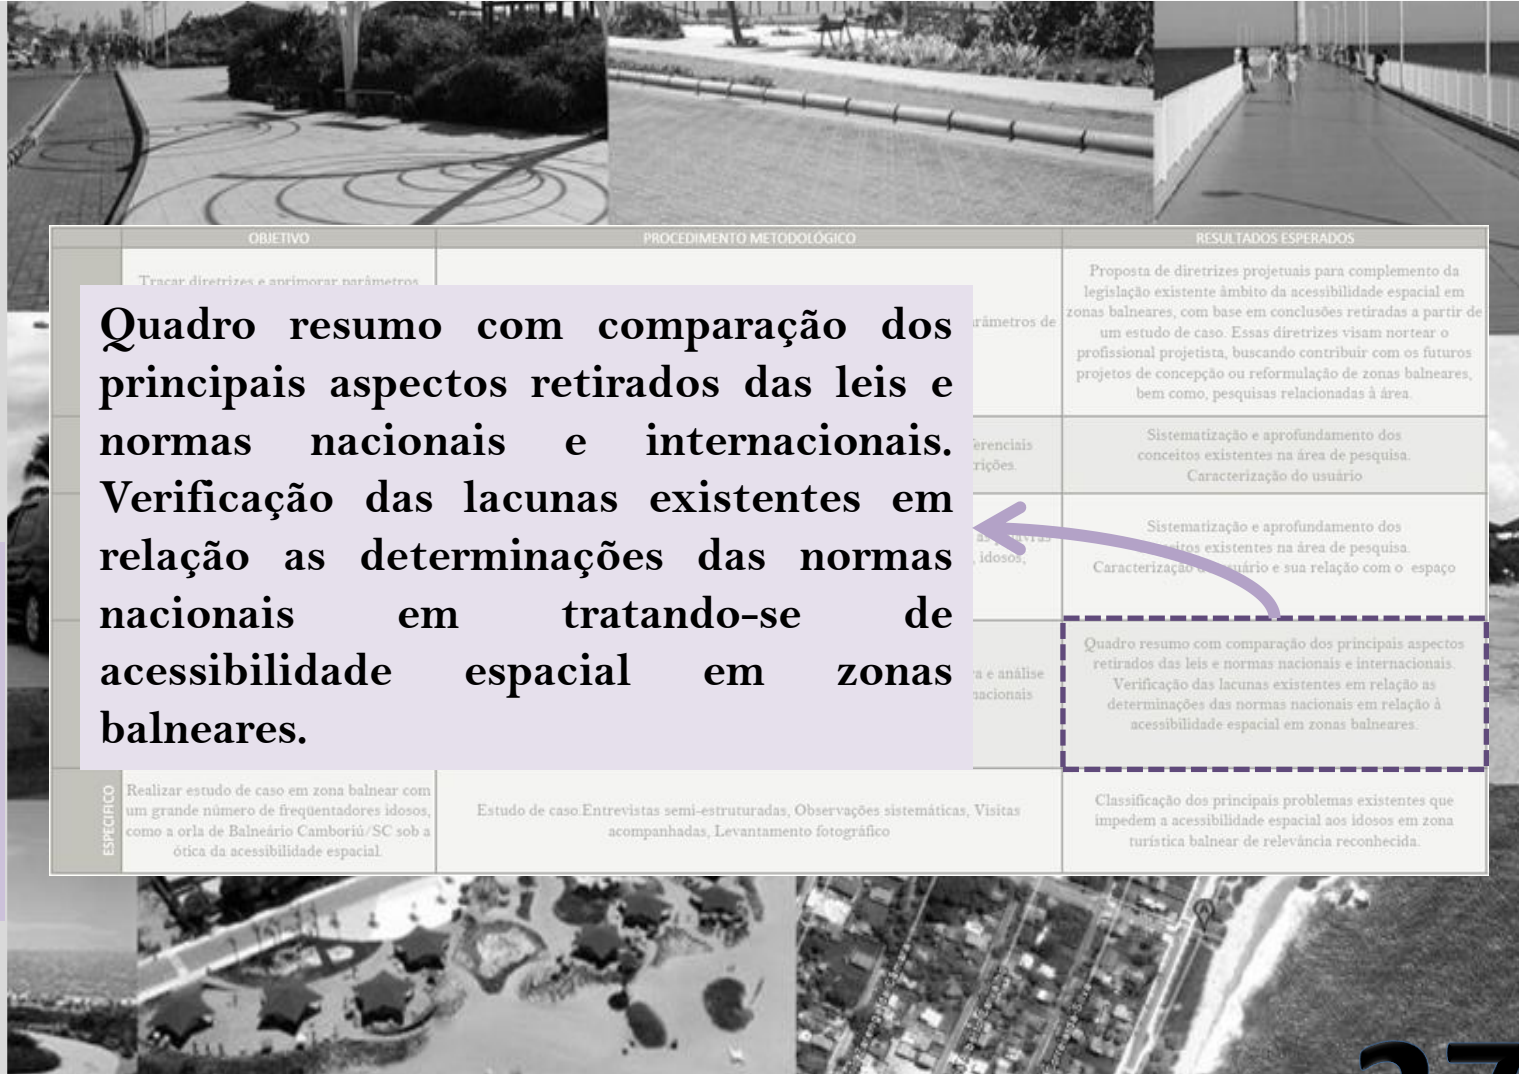 OBJETIVO
PROCEDIMENTO METODOLÓGICO
RESULTADOS ESPERADOS
Traçar diretrizes e aprimorar parâmetros
Proposta de diretrizes projetuais para complemento da
legislação existente âmbito da acessibilidade espacial em
zonas balneares, com base em conclusões retiradas a partir de
um estudo de caso. Essas diretrizes visam nortear o
profissional projetista, buscando contribuir com os futuros
projetos de concepção ou reformulação de zonas balneares,
bem como, pesquisas relacionadas à área.
Quadro resumo com comparação dos
principais aspectos retirados das leis e
normas nacionais e internacionais.
Verificação das lacunas existentes em
relação as determinações das normas
nacionais em tratando-se de
acessibilidade espacial em zonas
balneares.
de
Sistematização e aprofundamento dos
conceitos existentes na área de pesquisa.
Caracterização do usuário
idosos,
Sistematização e aprofundamento dos
existentes na área de pesquisa.
Caracterização e sua relação com o espaço
e análise
Quadro resumo com comparação dos principais aspectos
retirados das leis e normas nacionais e internacionais.
Verificação das lacunas existentes em relação as
determinações das normas nacionais em relação à
acessibilidade espacial em zonas balneares.
ESPECÍFICO
Realizar estudo de caso em zona balnear com
um grande número de freqüentadores idosos,
como a orla de Balneário Camboriú/SC sob a
ótica da acessibilidade espacial.
Estudo de caso.Entrevistas semi-estruturadas, Observações sistemáticas, Visitas
acompanhadas, Levantamento fotográfico
Classificação dos principais problemas existentes que
impedem a acessibilidade espacial aos idosos em zona
turística balnear de relevância reconhecida.
27